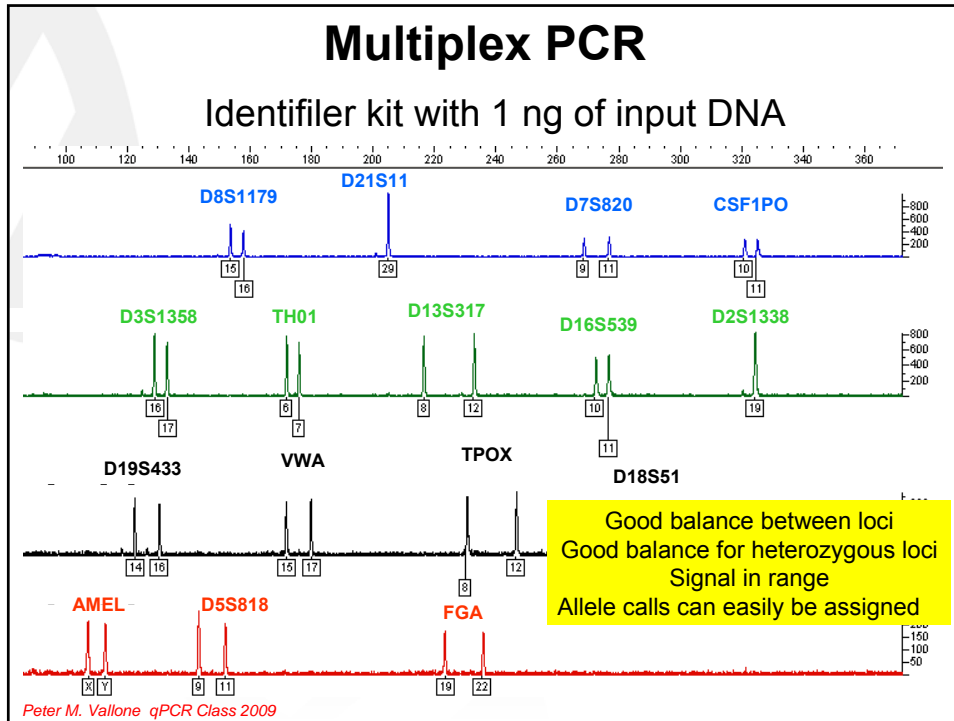 Multiplex PCR
Identifiler kit with 1 ng of input DNA
100 120 140 160 180 200 220 240 260 280 300 320 340 360
D8S1179 D21S11 D7S820 CSF1PO
800
600
400
200
15 29 9 11 10
16 11
D3S1358 TH01 D13S317 D16S539 D2S1338
800
600
400
200
16 6 8 12 10 19
17 7 11
D19S433 VWA TPOX D18S51
14 16 15 17 12
8
Good balance between loci
Good balance for heterozygous loci
Signal in range
Allele calls can easily be assigned
AMEL D5S818 FGA
150
100
50
X Y 9 11 19 22
Peter M. Vallone qPCR Class 2009